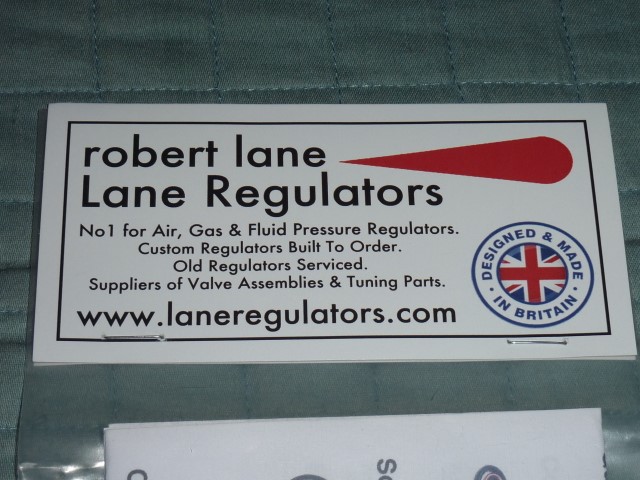 robert lane
Lane Regulators
No1 for Air, Gas & Fluid Pressure Regulators.
Custom Regulators Built To Order.
Old Regulators Serviced.
Suppliers of Valve Assemblies & Tuning Parts.
www.laneregulators.com
DESIGNED & MADE
· IN BRITAIN ·